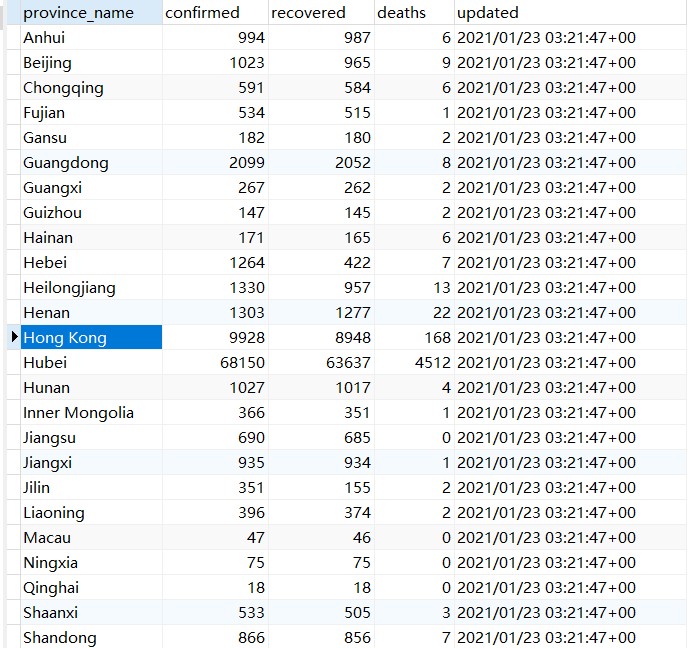 province_name confirmed recovered deaths updated
Anhui 994 987 6 2021/01/23 03:21:47+00
Beijing 1023 965 9 2021/01/23 03:21:47+00
Chongqing 591 584 6 2021/01/23 03:21:47+00
Fujian 534 515 1 2021/01/23 03:21:47+00
Gansu 182 180 2 2021/01/23 03:21:47+00
Guangdong 2099 2052 8 2021/01/23 03:21:47+00
Guangxi 267 262 2 2021/01/23 03:21:47+00
Guizhou 147 145 2 2021/01/23 03:21:47+00
Hainan 171 165 6 2021/01/23 03:21:47+00
Hebei 1264 422 7 2021/01/23 03:21:47+00
Heilongjiang 1330 957 13 2021/01/23 03:21:47+00
Henan 1303 1277 22 2021/01/23 03:21:47+00
Hong Kong 9928 8948 168 2021/01/23 03:21:47+00
Hubei 68150 63637 4512 2021/01/23 03:21:47+00
Hunan 1027 1017 4 2021/01/23 03:21:47+00
Inner Mongolia 366 351 1 2021/01/23 03:21:47+00
Jiangsu 690 685 0 2021/01/23 03:21:47+00
Jiangxi 935 934 1 2021/01/23 03:21:47+00
Jilin 351 155 2 2021/01/23 03:21:47+00
Liaoning 396 374 2 2021/01/23 03:21:47+00
Macau 47 46 0 2021/01/23 03:21:47+00
Ningxia 75 75 0 2021/01/23 03:21:47+00
Qinghai 18 18 0 2021/01/23 03:21:47+00
Shaanxi 533 505 3 2021/01/23 03:21:47+00
Shandong 866 856 7 2021/01/23 03:21:47+00